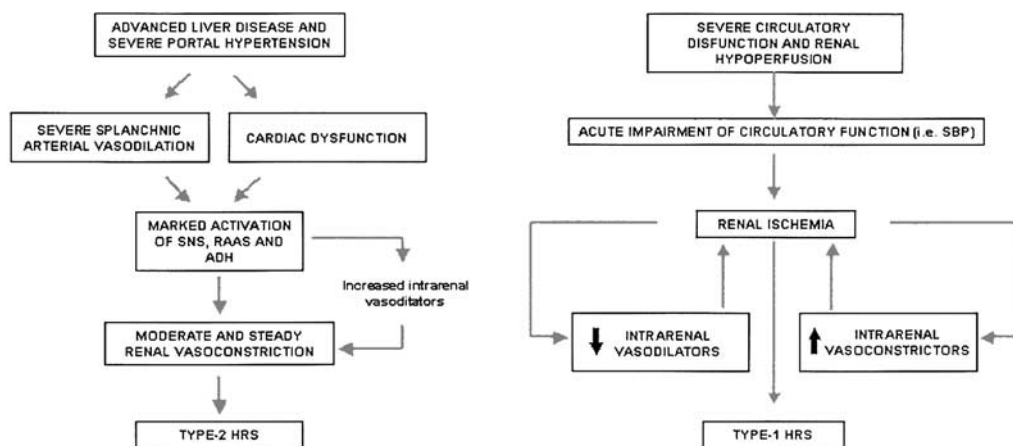 ADVANCED LIVER DISEASE AND
SEVERE PORTAL HYPERTENSION
SEVERE SPLANCHNIC
ARTERIAL VASODILATION
CARDIAC DYSFUNCTION
MARKED ACTIVATION
OF SNS, RAAS AND
ADH
Increased intrarenal
vasoditators
MODERATE AND STEADY
RENAL VASOCONSTRICTION
TYPE-2 HRS
SEVERE CIRCULATORY
DISFUNCTION AND RENAL
HYPOPERFUSION
ACUTE IMPAIRMENT OF CIRCULATORY FUNCTION (i.e. SBP)
RENAL ISCHEMIA
INTRARENAL
VASODILATORS
INTRARENAL
VASOCONSTRICTORS
TYPE-1 HRS